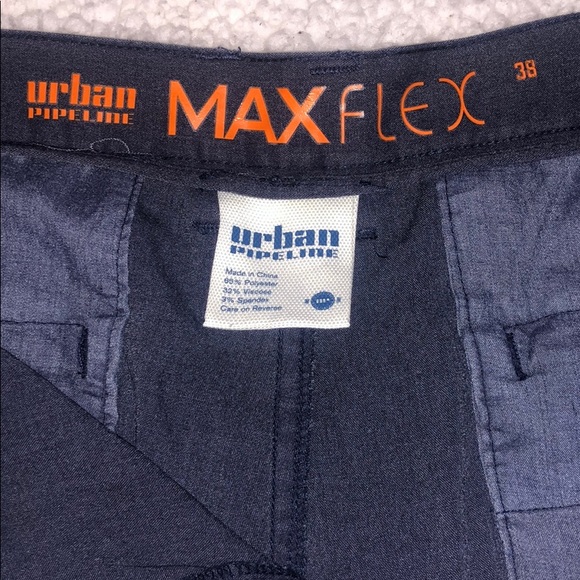 urban
PIPELINE
MAXFLEX
38
urban
PIPELINE
Made in China
65% Polyester
32% Viscose
3% Spandex
Care on Reverse